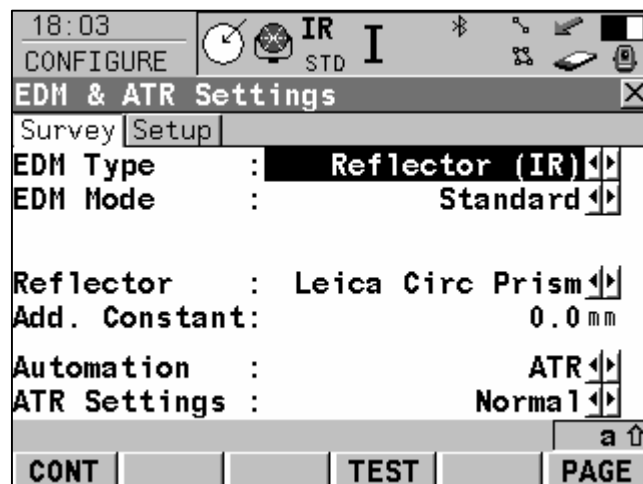 18:03
CONFIGURE
IR
STD
I
EDM & ATR Settings
Survey Setup
EDM Type : Reflector (IR)
EDM Mode : Standard
Reflector : Leica Circ Prism
Add. Constant: 0.0 mm
Automation : ATR
ATR Settings : Normal
a
CONT TEST PAGE